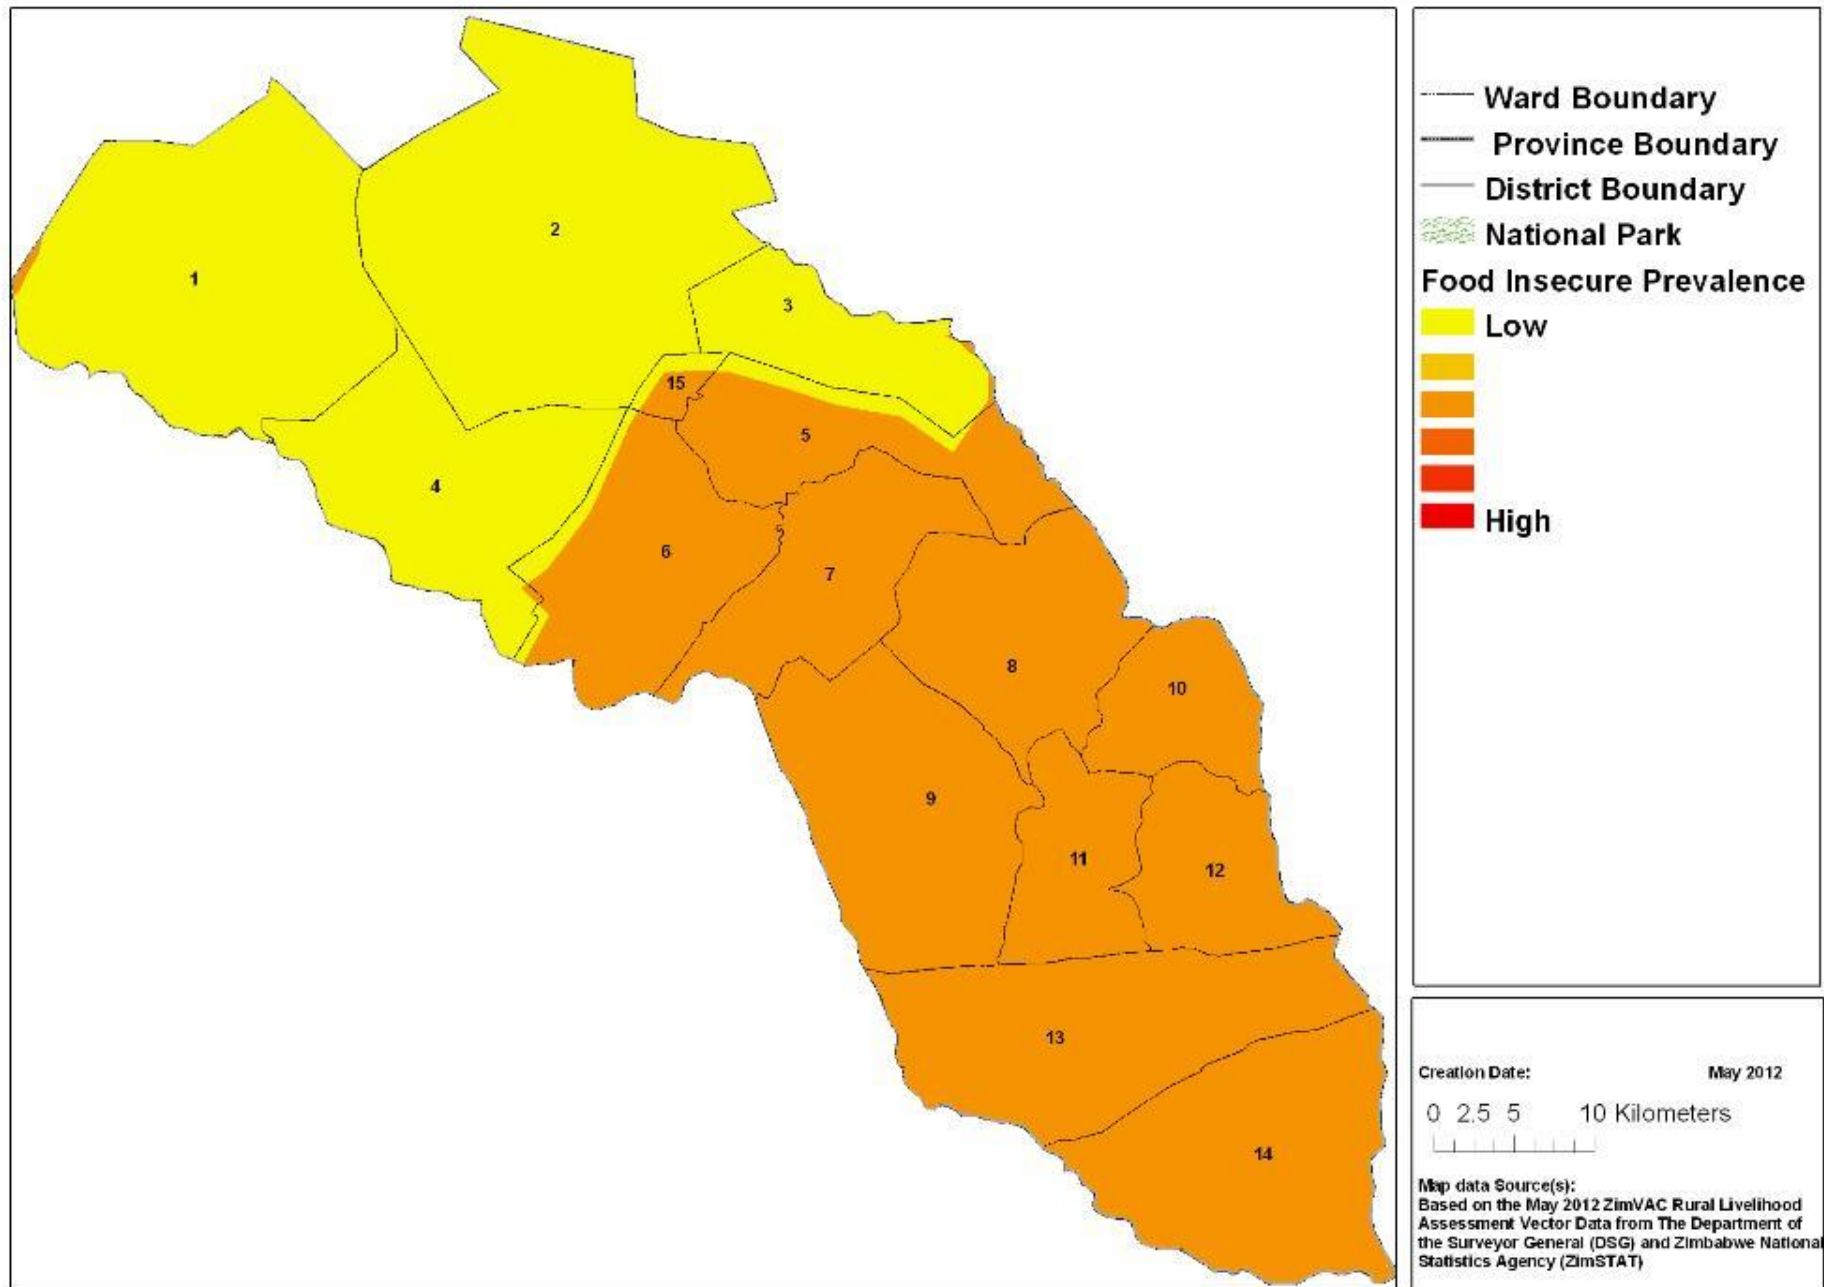 1
2
3
15
5
4
6
7
8
10
9
11
12
13
14
Ward Boundary
Province Boundary
District Boundary
National Park
Food Insecure Prevalence
Low
High
Creation Date: May 2012
0 2.5 5 10 Kilometers
Map data Source(s):
Based on the May 2012 ZimVAC Rural Livelihood
Assessment Vector Data from The Department of
the Surveyor General (DSG) and Zimbabwe National
Statistics Agency (ZimSTAT)